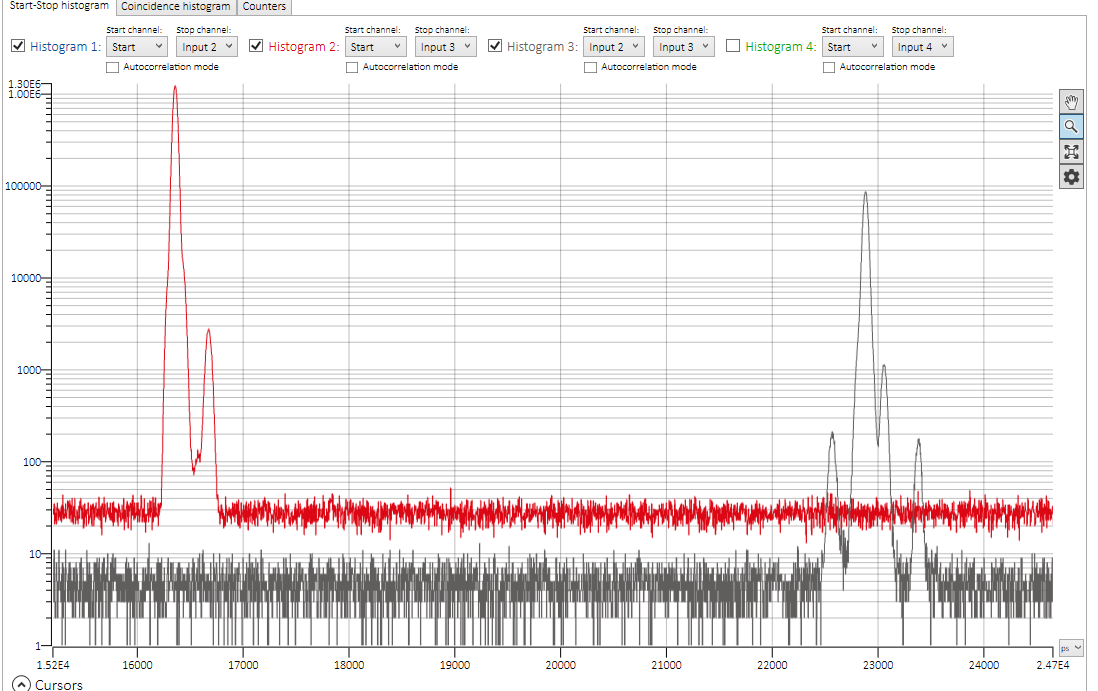 Start-Stop histogram Coincidence histogram Counters
Start channel: Stop channel: Start channel: Stop channel: Start channel: Stop channel: Start channel: Stop channel:
Histogram 1: Start Input 2 Histogram 2: Start Input 3 Histogram 3: Input 2 Input 3 Histogram 4: Start Input 4
Autocorrelation mode Autocorrelation mode Autocorrelation mode Autocorrelation mode
1.30E6
1.00E6
100000
10000
1000
100
10
1
ps
1.52E4 16000 17000 18000 19000 20000 21000 22000 23000 24000 2.47E4
Cursors